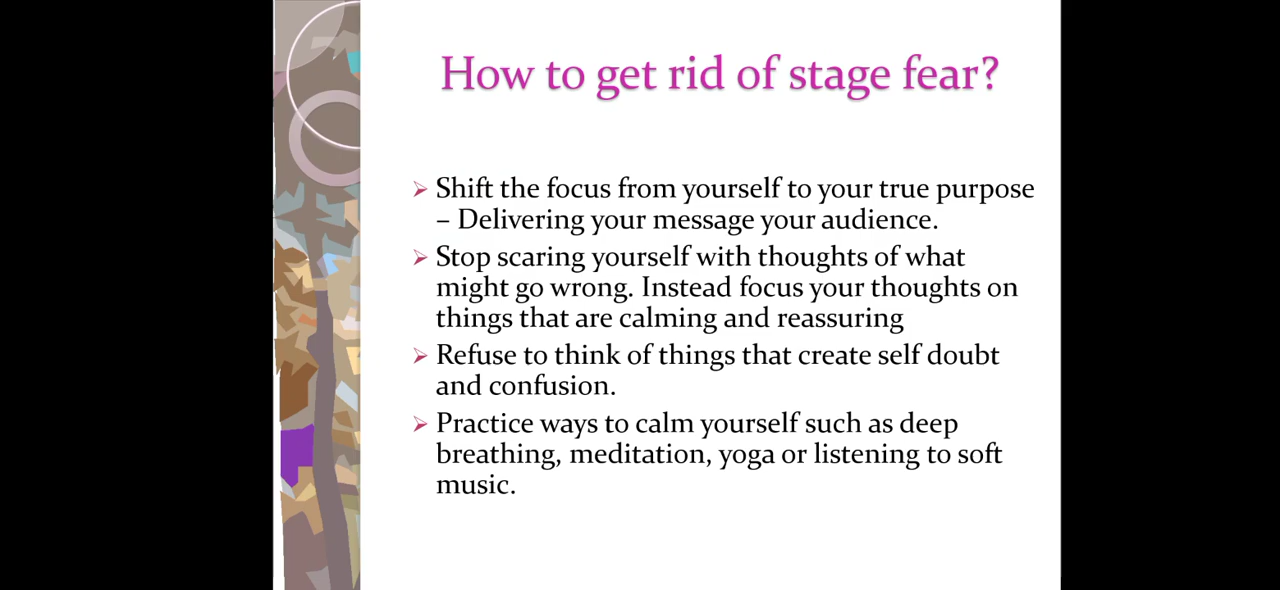 How to get rid of stage fear?
➢ Shift the focus from yourself to your true purpose
– Delivering your message your audience.
➢ Stop scaring yourself with thoughts of what
might go wrong. Instead focus your thoughts on
things that are calming and reassuring
➢ Refuse to think of things that create self doubt
and confusion.
➢ Practice ways to calm yourself such as deep
breathing, meditation, yoga or listening to soft
music.